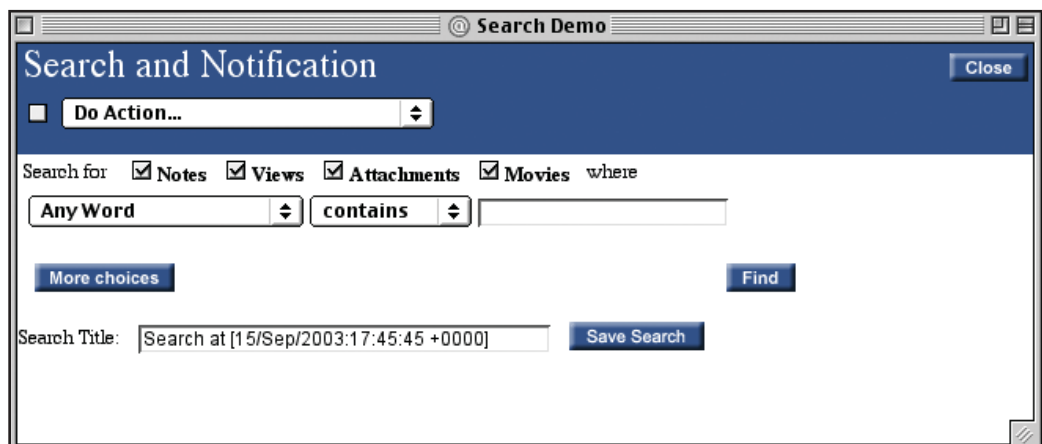 Search Demo
Search and Notification
Close
Do Action...
Search for Notes Views Attachments Movies where
Any Word contains
More choices Find
Search Title: Search at [15/Sep/2003:17:45:45 +0000] Save Search